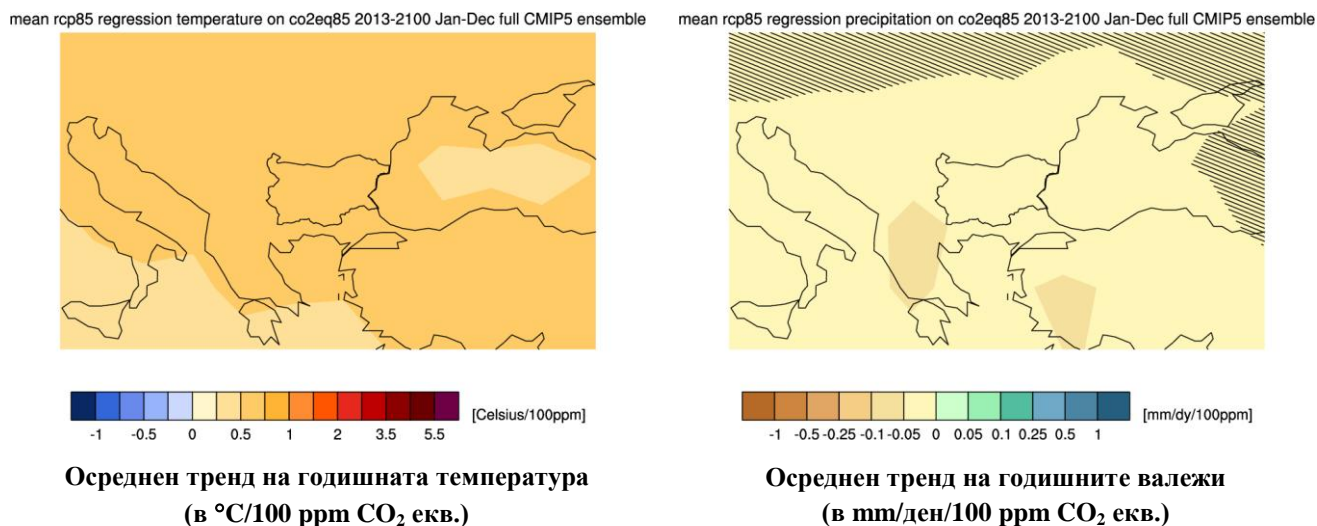 mean rcp85 regression temperature on co2eq85 2013-2100 Jan-Dec full CMIP5 ensemble
[Celsius/100ppm]
-1 -0.5 0 0.5 1 2 3.5 5.5
Осреднен тренд на годишната температура
(в °C/100 ppm CO₂ екв.)
mean rcp85 regression precipitation on co2eq85 2013-2100 Jan-Dec full CMIP5 ensemble
[mm/dy/100ppm]
-1 -0.5 -0.25 -0.1 -0.05 0 0.05 0.1 0.25 0.5 1
Осреднен тренд на годишните валежи
(в mm/ден/100 ppm CO₂ екв.)